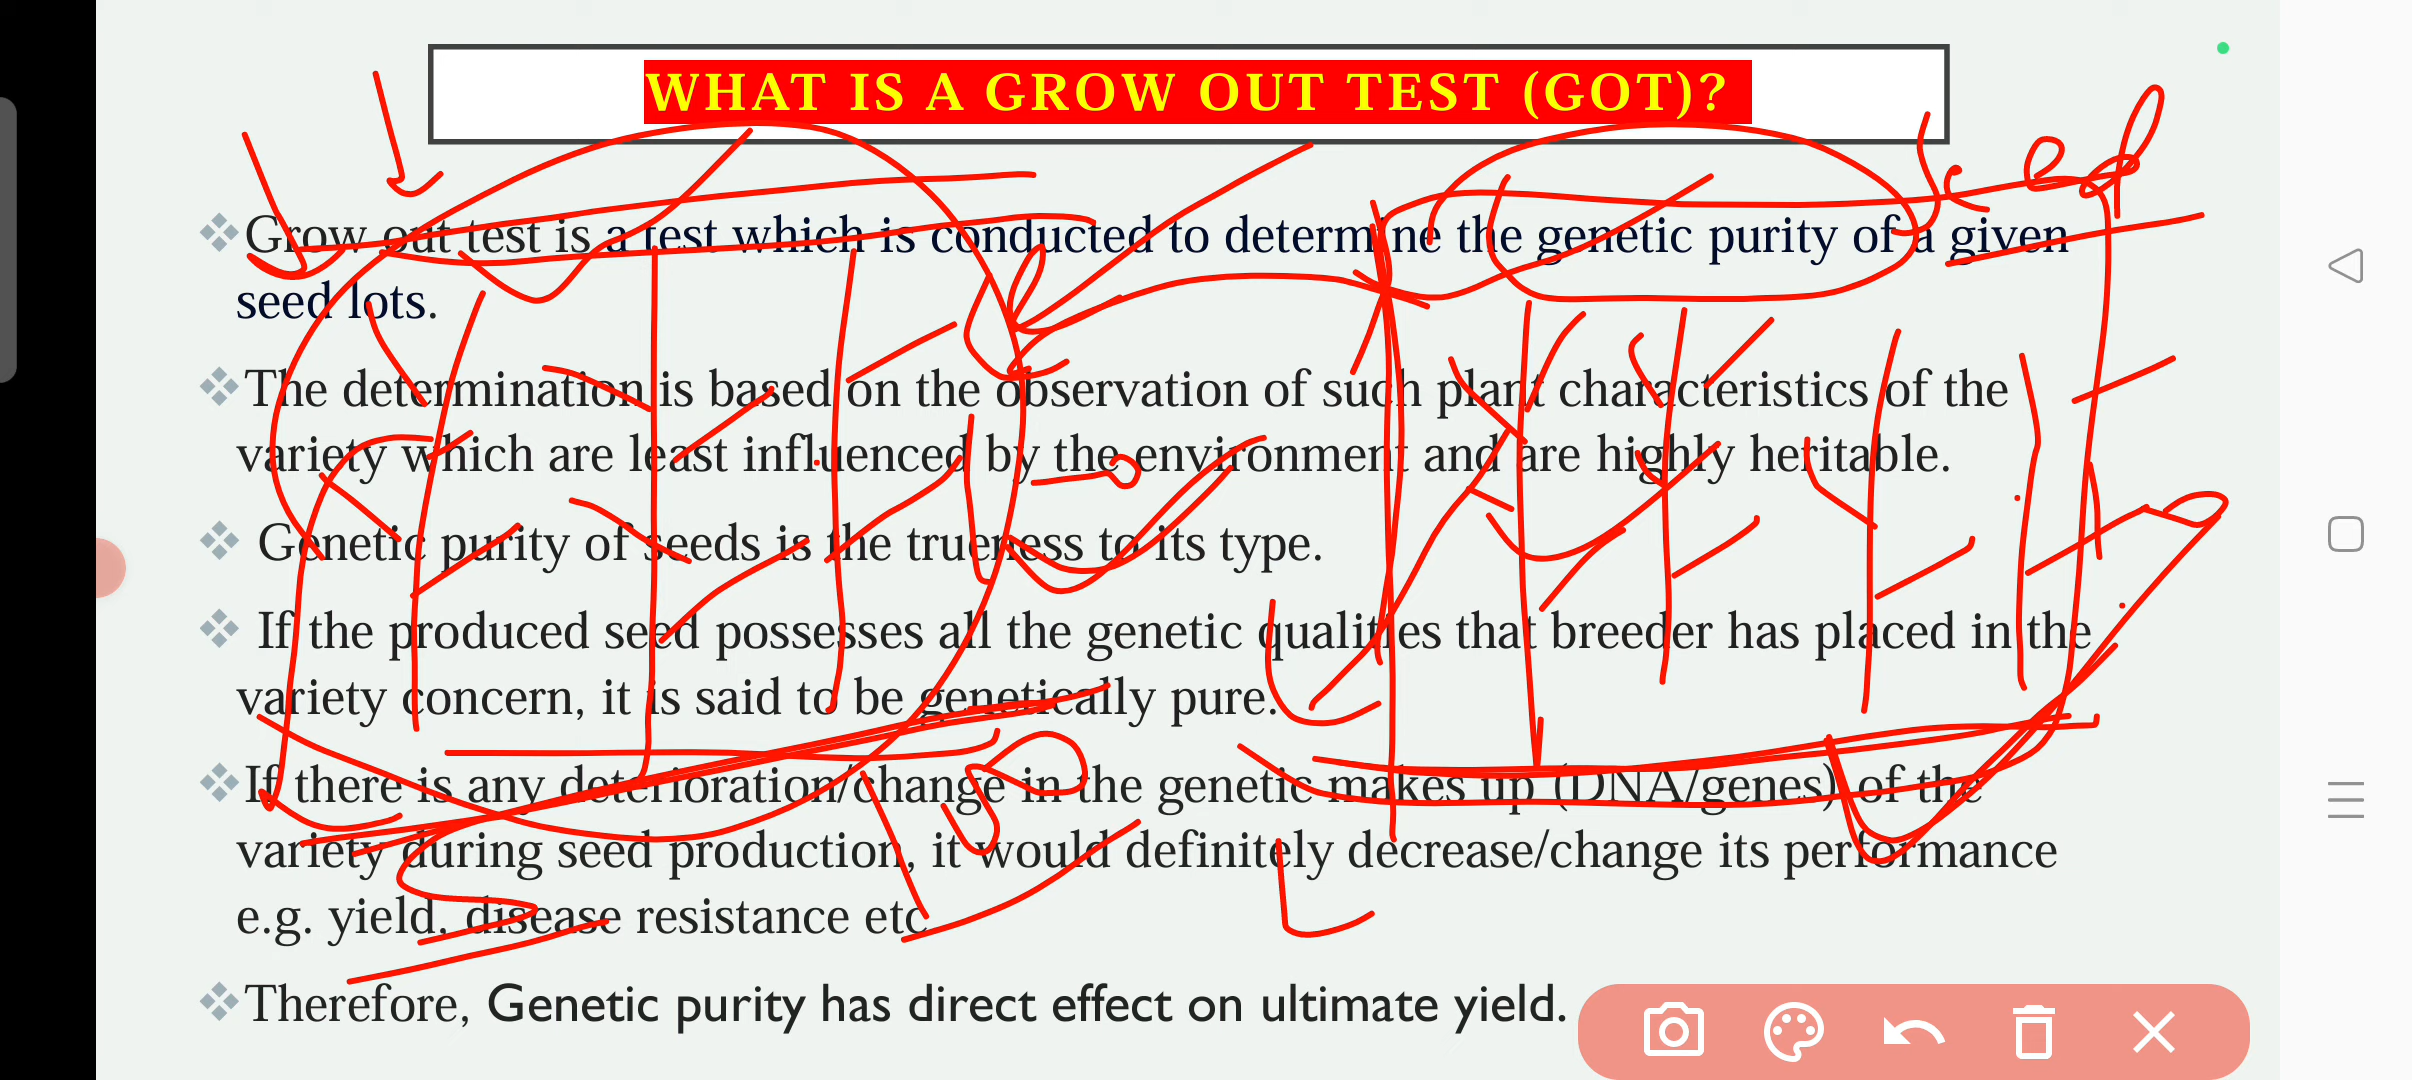 WHAT IS A GROW OUT TEST (GOT)?
seed
Grow out test is a test which is conducted to determine the genetic purity of a given
seed lots.
The determination is based on the observation of such plant characteristics of the
variety which are least influenced by the environment and are highly heritable.
Genetic purity of seeds is the trueness to its type.
If the produced seed possesses all the genetic qualities that breeder has placed in the
variety concern, it is said to be genetically pure.
If there is any deterioration/change in the genetic makes up (DNA/genes) of the
variety during seed production, it would definitely decrease/change its performance
e.g. yield, disease resistance etc
Therefore, Genetic purity has direct effect on ultimate yield.